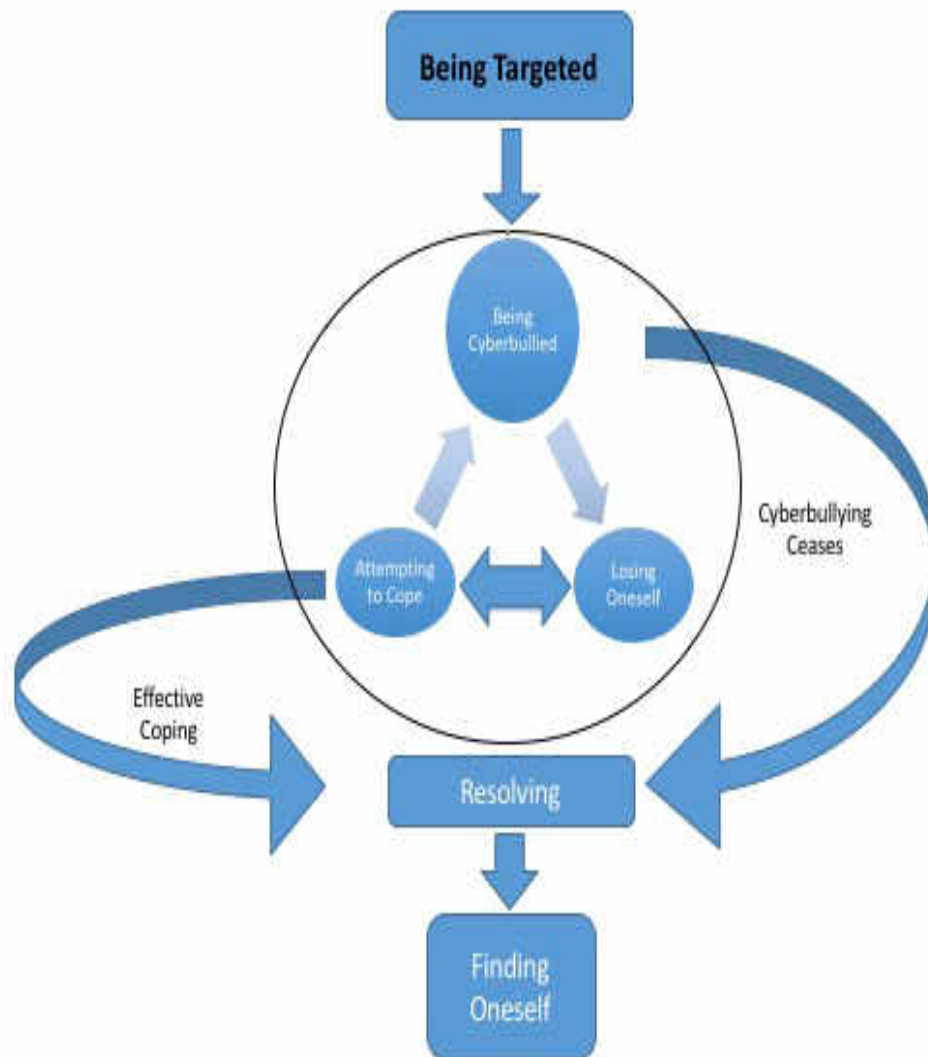 Being Targeted
Being
Cyberbullied
Attempting
to Cope
Losing
Oneself
Cyberbullying
Ceases
Effective
Coping
Resolving
Finding
Oneself